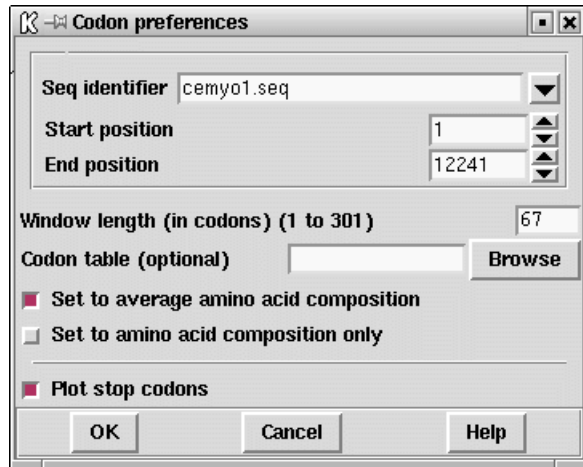 Codon preferences
Seq identifier cemyo1.seq
Start position 1
End position 12241
Window length (in codons) (1 to 301) 67
Codon table (optional) Browse
Set to average amino acid composition
Set to amino acid composition only
Plot stop codons
OK Cancel Help